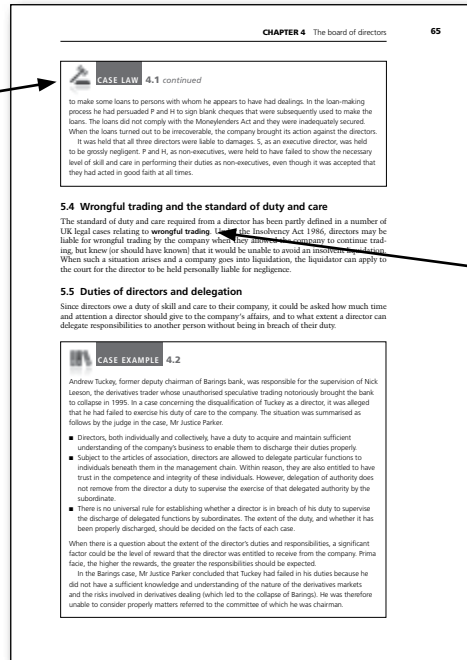 CHAPTER 4 The board of directors 65
CASE LAW 4.1 continued
to make some loans to persons with whom he appears to have had dealings. In the loan-making
process he had persuaded P and H to sign blank cheques that were subsequently used to make the
loans. The loans did not comply with the Moneylenders Act and they were inadequately secured.
When the loans turned out to be irrecoverable, the company brought its action against the directors.
It was held that all three directors were liable to damages. S, as an executive director, was held
to be grossly negligent. P and H, as non-executives, were held to have failed to show the necessary
level of skill and care in performing their duties as non-executives, even though it was accepted that
they had acted in good faith at all times.
5.4 Wrongful trading and the standard of duty and care
The standard of duty and care required from a director has been partly defined in a number of
UK legal cases relating to wrongful trading. Under the Insolvency Act 1986, directors may be
liable for wrongful trading by the company when they allowed the company to continue trad-
ing, but knew (or should have known) that it would be unable to avoid an insolvent liquidation.
When such a situation arises and a company goes into liquidation, the liquidator can apply to
the court for the director to be held personally liable for negligence.
5.5 Duties of directors and delegation
Since directors owe a duty of skill and care to their company, it could be asked how much time
and attention a director should give to the company's affairs, and to what extent a director can
delegate responsibilities to another person without being in breach of their duty.
CASE EXAMPLE 4.2
Andrew Tuckey, former deputy chairman of Barings bank, was responsible for the supervision of Nick
Leeson, the derivatives trader whose unauthorised speculative trading notoriously brought the bank
to collapse in 1995. In a case concerning the disqualification of Tuckey as a director, it was alleged
that he had failed to exercise his duty of care to the company. The situation was summarised as
follows by the judge in the case, Mr Justice Parker.
■ Directors, both individually and collectively, have a duty to acquire and maintain sufficient
understanding of the company's business to enable them to discharge their duties properly.
■ Subject to the articles of association, directors are allowed to delegate particular functions to
individuals beneath them in the management chain. Within reason, they are also entitled to have
trust in the competence and integrity of these individuals. However, delegation of authority does
not remove from the director a duty to supervise the exercise of that delegated authority by the
subordinate.
■ There is no universal rule for establishing whether a director is in breach of his duty to supervise
the discharge of delegated functions by subordinates. The extent of the duty, and whether it has
been properly discharged, should be decided on the facts of each case.
When there is a question about the extent of the director's duties and responsibilities, a significant
factor could be the level of reward that the director was entitled to receive from the company. Prima
facie, the higher the rewards, the greater the responsibilities should be expected.
In the Barings case, Mr Justice Parker concluded that Tuckey had failed in his duties because he
did not have a sufficient knowledge and understanding of the nature of the derivatives markets
and the risks involved in derivatives dealing (which led to the collapse of Barings). He was therefore
unable to consider properly matters referred to the committee of which he was chairman.